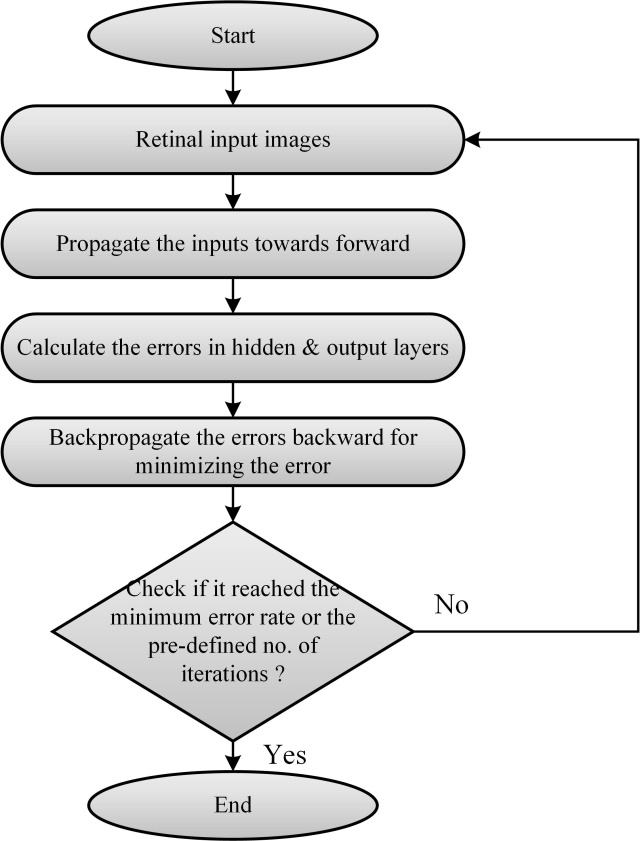 Start
Retinal input images
Propagate the inputs towards forward
Calculate the errors in hidden & output layers
Backpropagate the errors backward for
minimizing the error
Check if it reached the
minimum error rate or the
pre-defined no. of
iterations ?
No
Yes
End